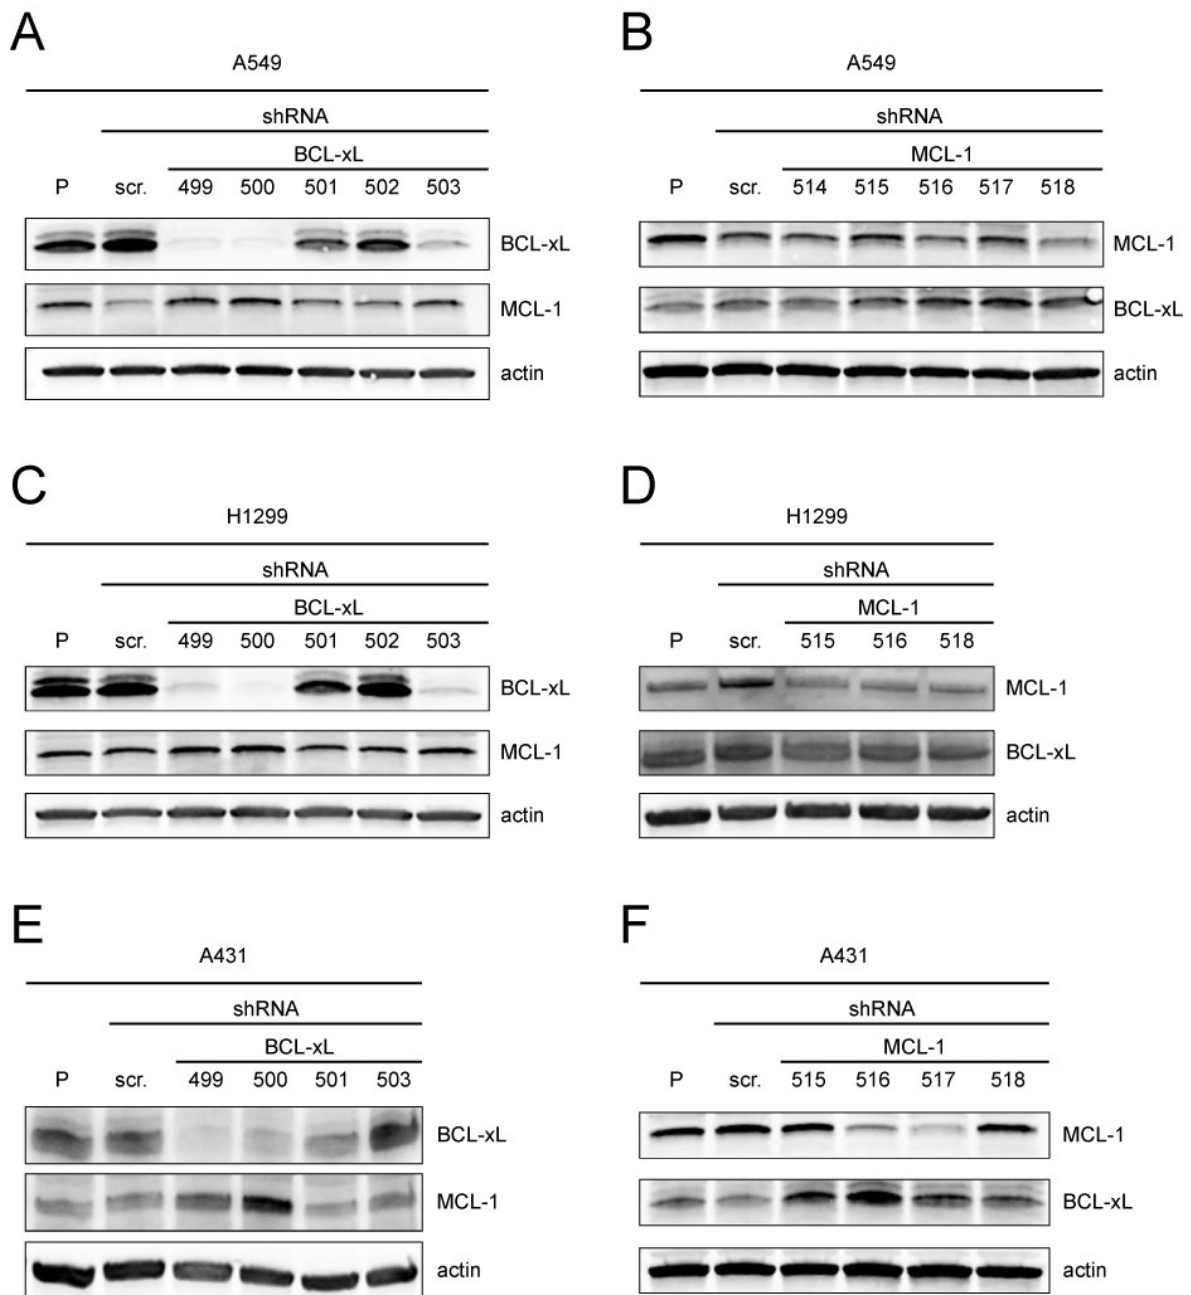 A
A549
shRNA
BCL-xL
P scr. 499 500 501 502 503
BCL-xL
MCL-1
actin
B
A549
shRNA
MCL-1
P scr. 514 515 516 517 518
MCL-1
BCL-xL
actin
C
H1299
shRNA
BCL-xL
P scr. 499 500 501 502 503
BCL-xL
MCL-1
actin
D
H1299
shRNA
MCL-1
P scr. 515 516 518
MCL-1
BCL-xL
actin
E
A431
shRNA
BCL-xL
P scr. 499 500 501 503
BCL-xL
MCL-1
actin
F
A431
shRNA
MCL-1
P scr. 515 516 517 518
MCL-1
BCL-xL
actin